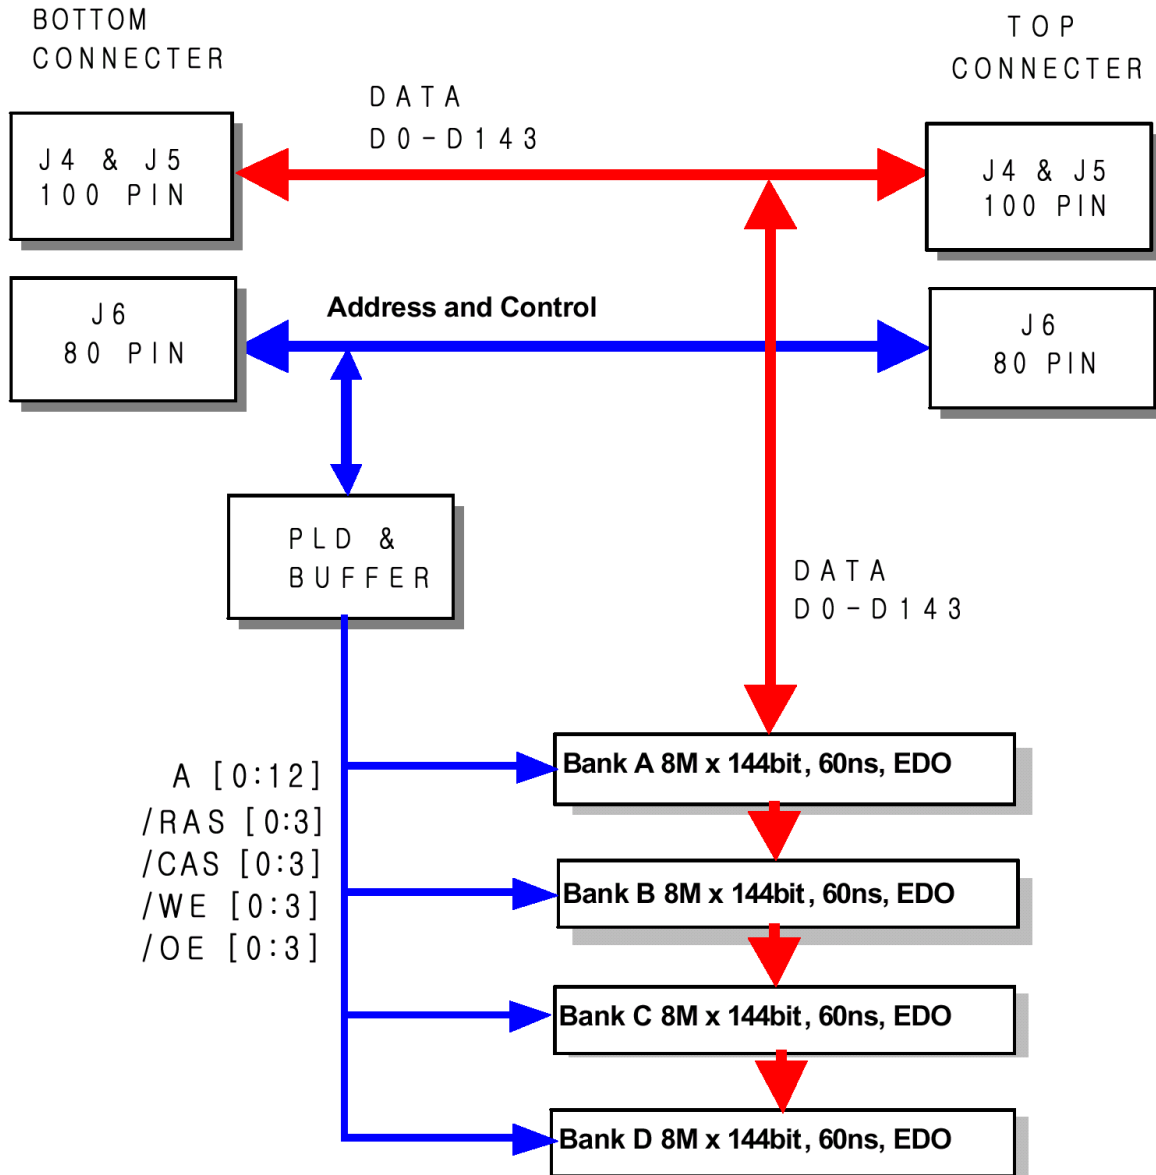 BOTTOM
CONNECTER
TOP
CONNECTER
DATA
D0-D143
J4 & J5
100 PIN
J4 & J5
100 PIN
Address and Control
J6
80 PIN
J6
80 PIN
PLD &
BUFFER
DATA
D0-D143
A [0:12]
/RAS [0:3]
/CAS [0:3]
/WE [0:3]
/OE [0:3]
Bank A 8M x 144bit, 60ns, EDO
Bank B 8M x 144bit, 60ns, EDO
Bank C 8M x 144bit, 60ns, EDO
Bank D 8M x 144bit, 60ns, EDO